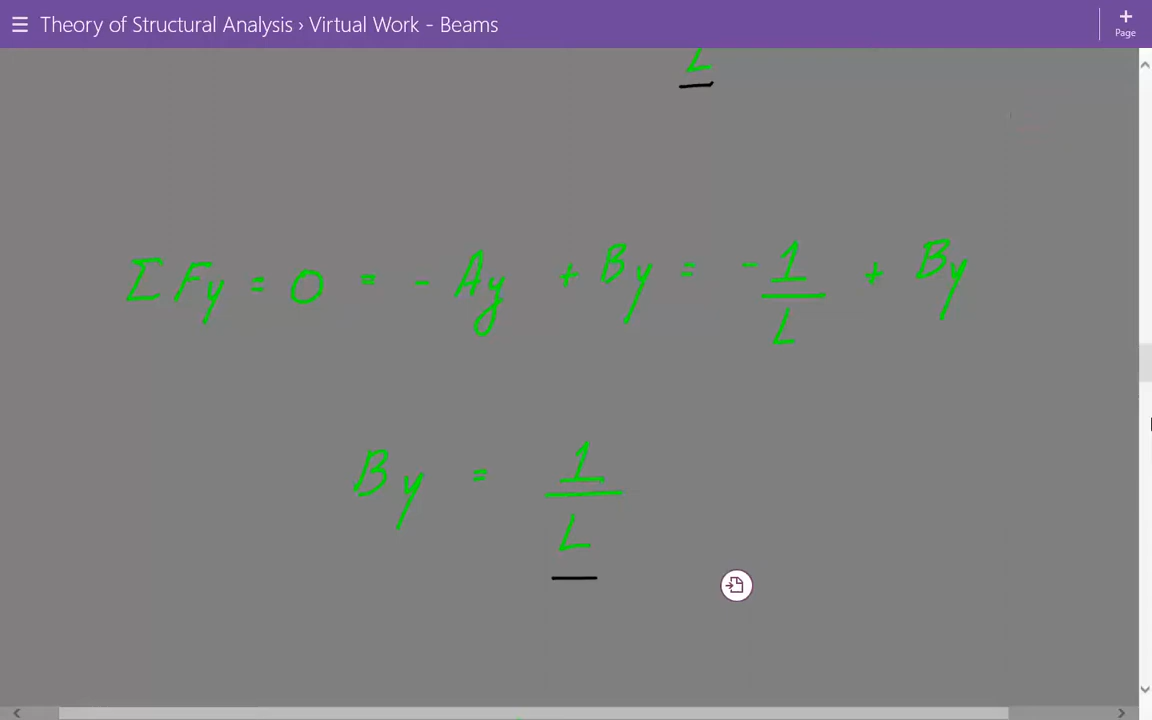 Theory of Structural Analysis › Virtual Work - Beams
Page
L
ΣFy = 0 = - Ay + By = - 1/L + By
By = 1/L